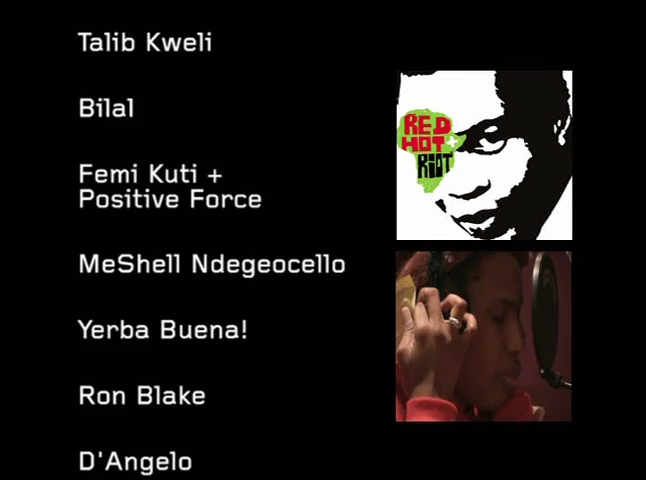 Talib Kweli
Bilal
Femi Kuti +
Positive Force
MeShell Ndegeocello
Yerba Buena!
Ron Blake
D'Angelo
RED
HOT +
RIOT